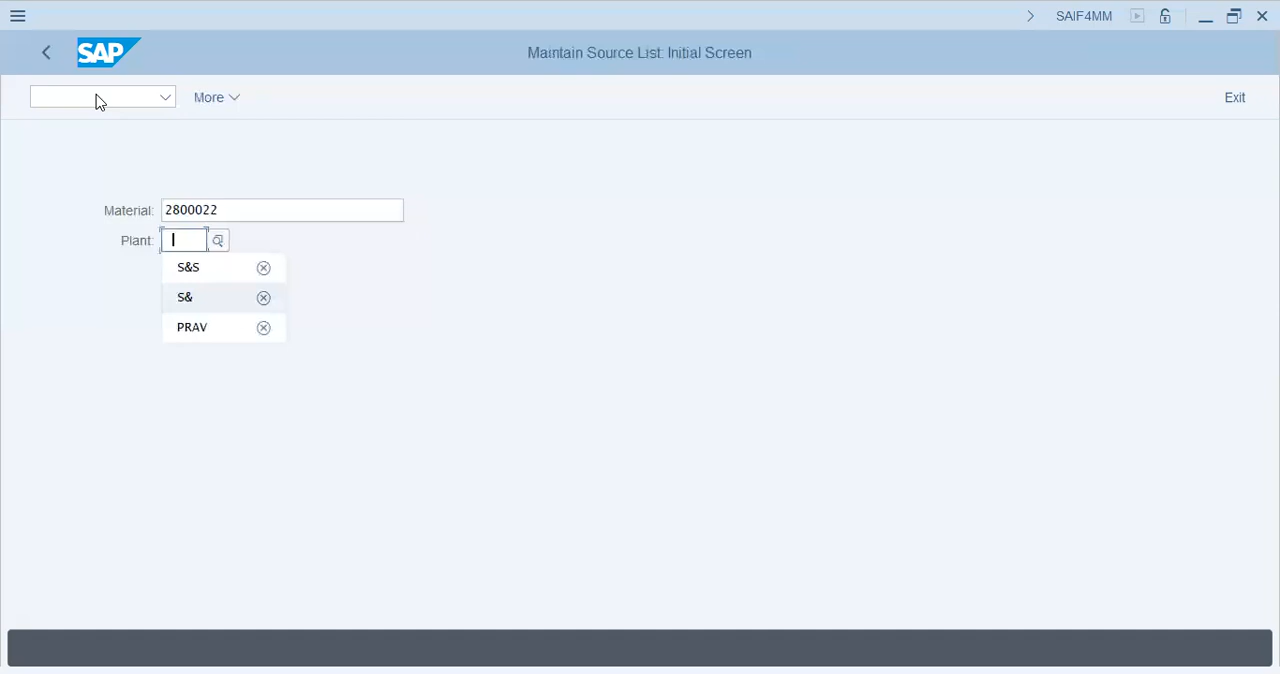 SAIF4MM
SAP
Maintain Source List: Initial Screen
More
Exit
Material: 2800022
Plant:
S&S
S&
PRAV